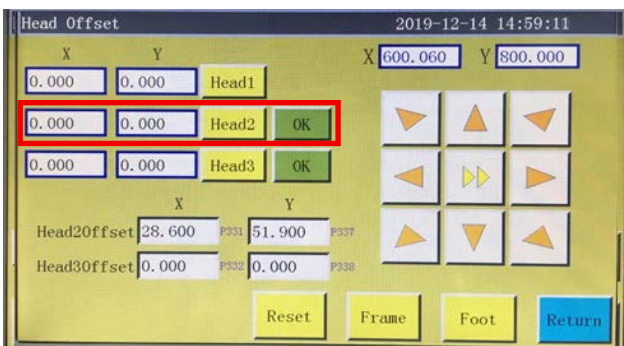 Head Offset 2019-12-14 14:59:11
X Y X 600.060 Y 800.000
0.000 0.000 Head1
0.000 0.000 Head2 OK
0.000 0.000 Head3 OK
X Y
Head2Offset 28.600 P331 51.900 P337
Head3Offset 0.000 P332 0.000 P338
Reset Frame Foot Return